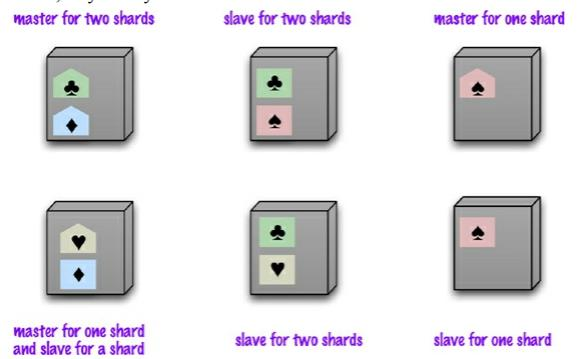 master for two shards
slave for two shards
master for one shard
master for one shard
and slave for a shard
slave for two shards
slave for one shard